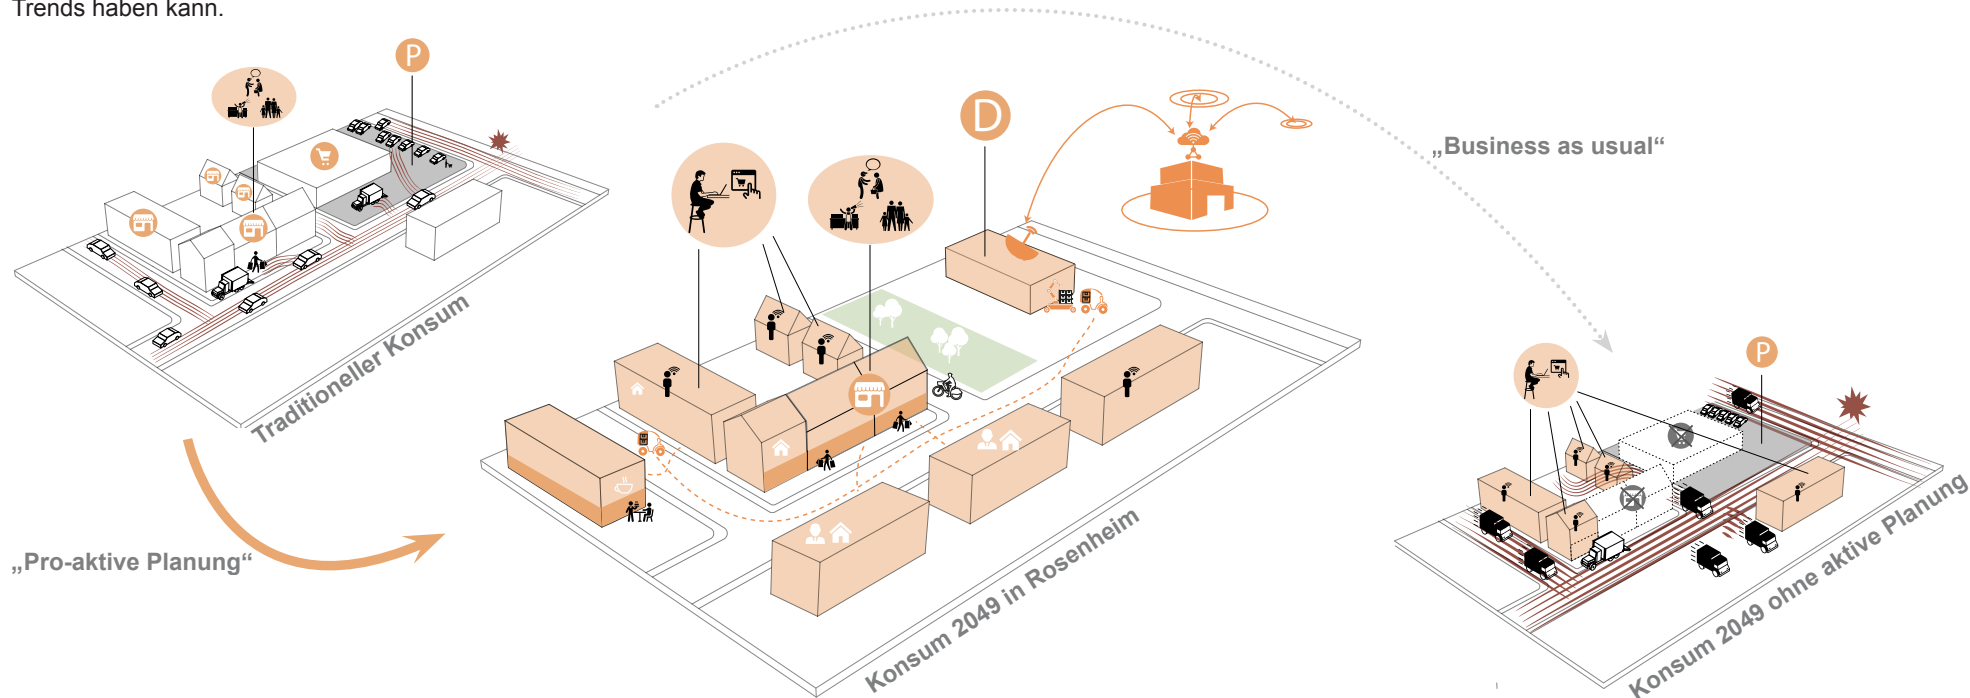 Trends haben kann.
P
D
„Business as usual“
P
Traditioneller Konsum
„Pro-aktive Planung“
Konsum 2049 in Rosenheim
Konsum 2049 ohne aktive Planung